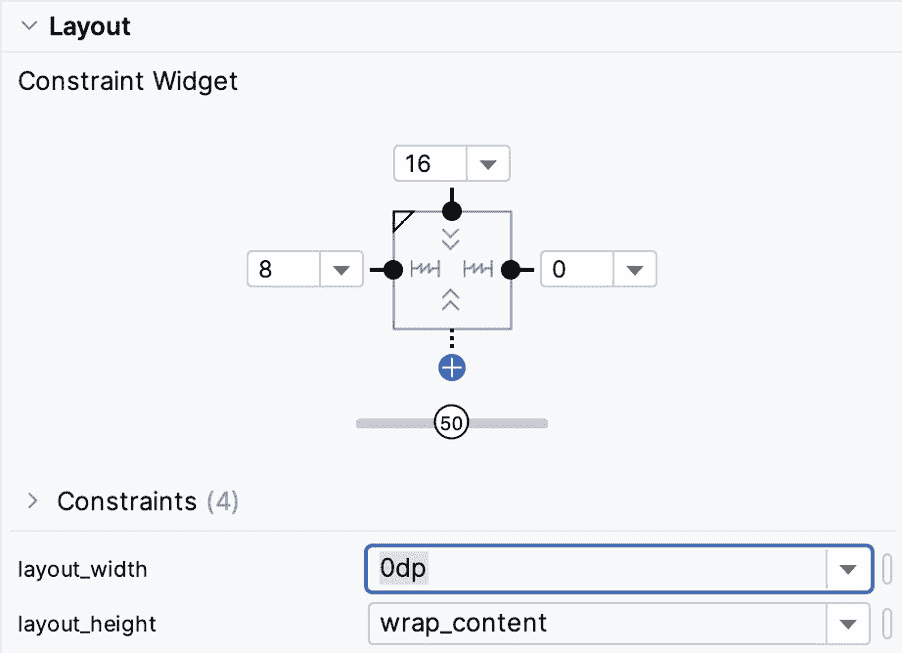 Layout
Constraint Widget
16
8
0
50
Constraints (4)
layout_width
0dp
layout_height
wrap_content